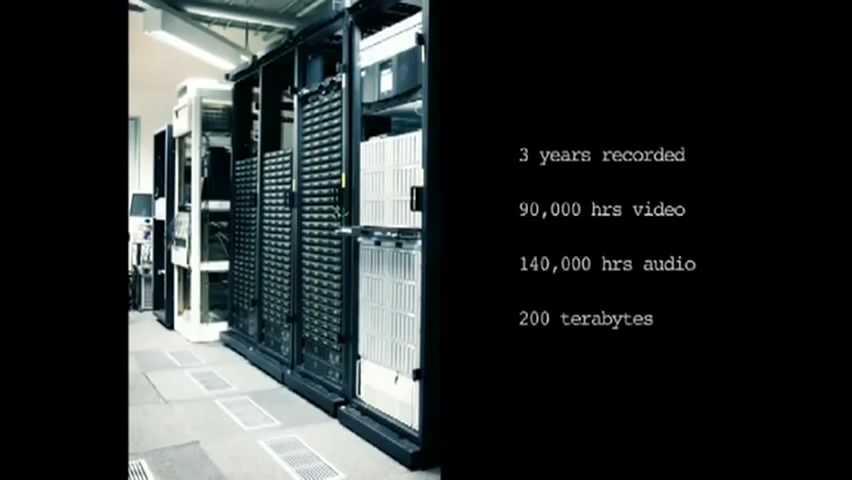 3 years recorded
90,000 hrs video
140,000 hrs audio
200 terabytes